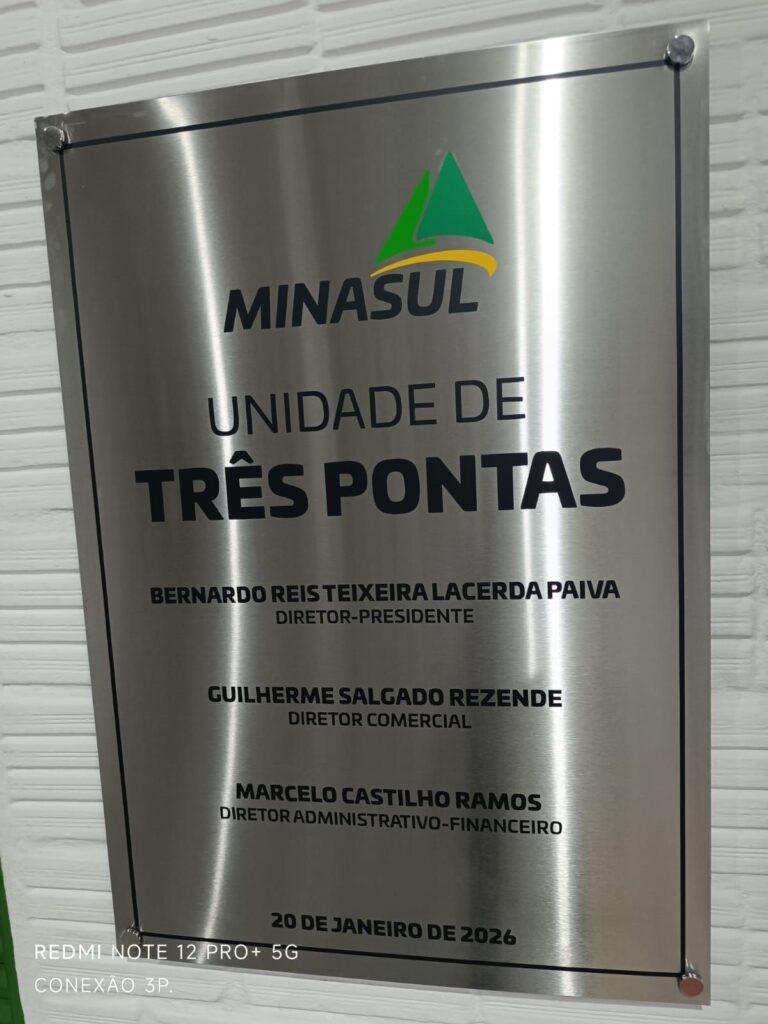 MINASUL
UNIDADE DE
TRÊS PONTAS
BERNARDO REIS TEIXEIRA LACERDA PAIVA
DIRETOR-PRESIDENTE
GUILHERME SALGADO REZENDE
DIRETOR COMERCIAL
MARCELO CASTILHO RAMOS
DIRETOR ADMINISTRATIVO-FINANCEIRO
20 DE JANEIRO DE 2026
REDMI NOTE 12 PRO+ 5G
CONEXÃO 3P.